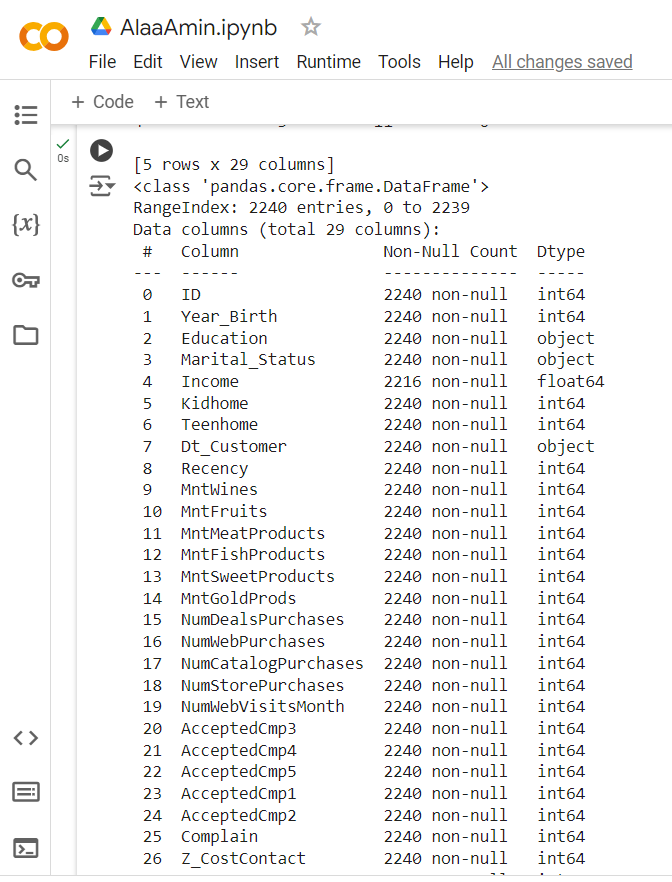 AlaaAmin.ipynb
File Edit View Insert Runtime Tools Help All changes saved
+ Code + Text
0s
[5 rows x 29 columns]
<class 'pandas.core.frame.DataFrame'>
RangeIndex: 2240 entries, 0 to 2239
Data columns (total 29 columns):
# Column Non-Null Count Dtype
--- ------ -------------- -----
0 ID 2240 non-null int64
1 Year_Birth 2240 non-null int64
2 Education 2240 non-null object
3 Marital_Status 2240 non-null object
4 Income 2216 non-null float64
5 Kidhome 2240 non-null int64
6 Teenhome 2240 non-null int64
7 Dt_Customer 2240 non-null object
8 Recency 2240 non-null int64
9 MntWines 2240 non-null int64
10 MntFruits 2240 non-null int64
11 MntMeatProducts 2240 non-null int64
12 MntFishProducts 2240 non-null int64
13 MntSweetProducts 2240 non-null int64
14 MntGoldProds 2240 non-null int64
15 NumDealsPurchases 2240 non-null int64
16 NumWebPurchases 2240 non-null int64
17 NumCatalogPurchases 2240 non-null int64
18 NumStorePurchases 2240 non-null int64
19 NumWebVisitsMonth 2240 non-null int64
20 AcceptedCmp3 2240 non-null int64
21 AcceptedCmp4 2240 non-null int64
22 AcceptedCmp5 2240 non-null int64
23 AcceptedCmp1 2240 non-null int64
24 AcceptedCmp2 2240 non-null int64
25 Complain 2240 non-null int64
26 Z_CostContact 2240 non-null int64